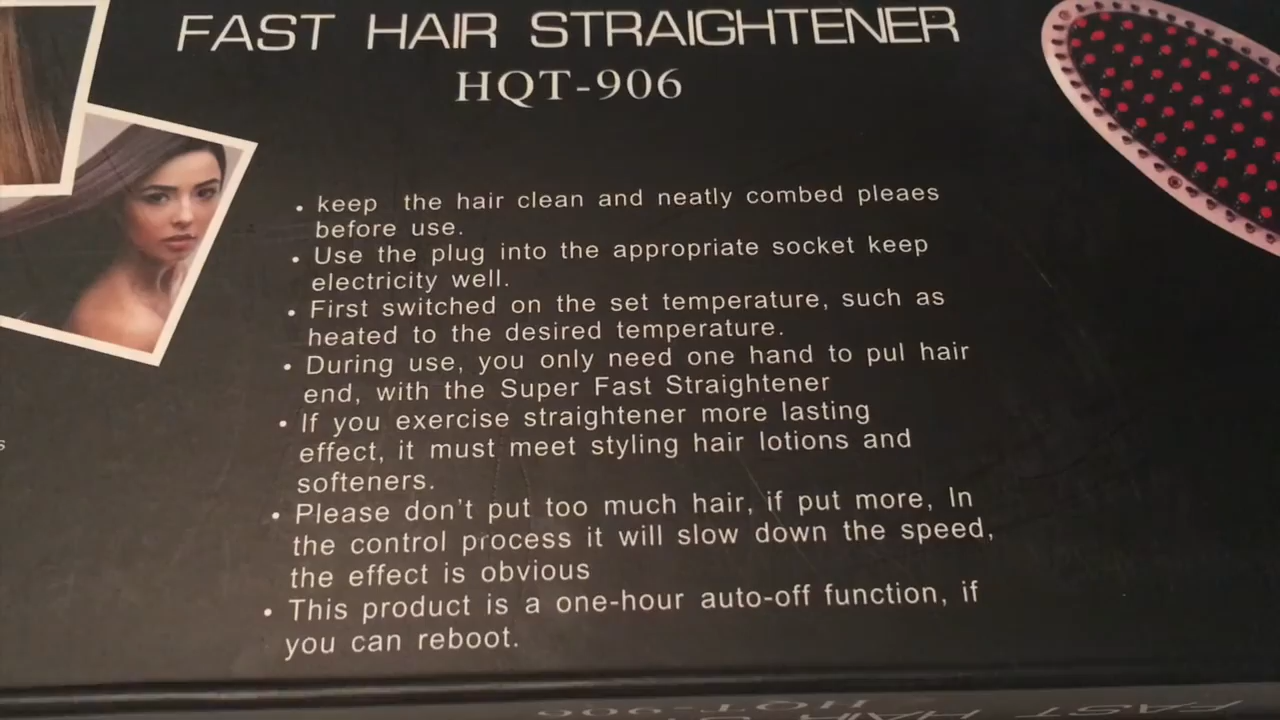 FAST HAIR STRAIGHTENER
HQT-906
• keep the hair clean and neatly combed pleaes
before use.
• Use the plug into the appropriate socket keep
electricity well.
• First switched on the set temperature, such as
heated to the desired temperature.
• During use, you only need one hand to pul hair
end, with the Super Fast Straightener
• If you exercise straightener more lasting
effect, it must meet styling hair lotions and
softeners.
• Please don't put too much hair, if put more, In
the control process it will slow down the speed,
the effect is obvious
• This product is a one-hour auto-off function, if
you can reboot.